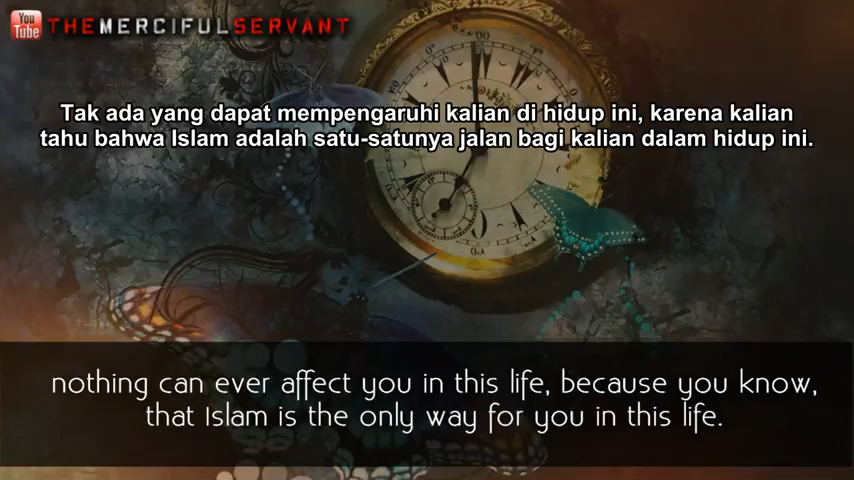 You
Tube
THEMERCIFULSERVANT
Tak ada yang dapat mempengaruhi kalian di hidup ini, karena kalian
tahu bahwa Islam adalah satu-satunya jalan bagi kalian dalam hidup ini.
nothing can ever affect you in this life, because you know,
that Islam is the only way for you in this life.